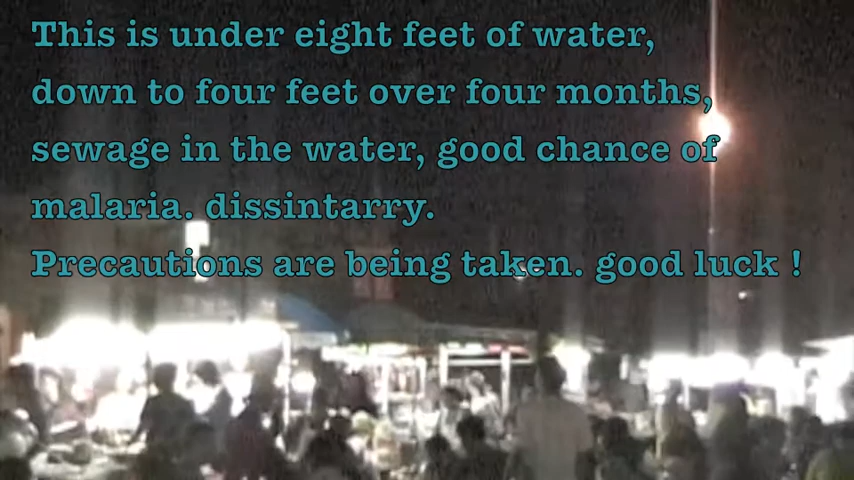 This is under eight feet of water,
down to four feet over four months,
sewage in the water, good chance of
malaria. dissintarry.
Precautions are being taken. good luck !